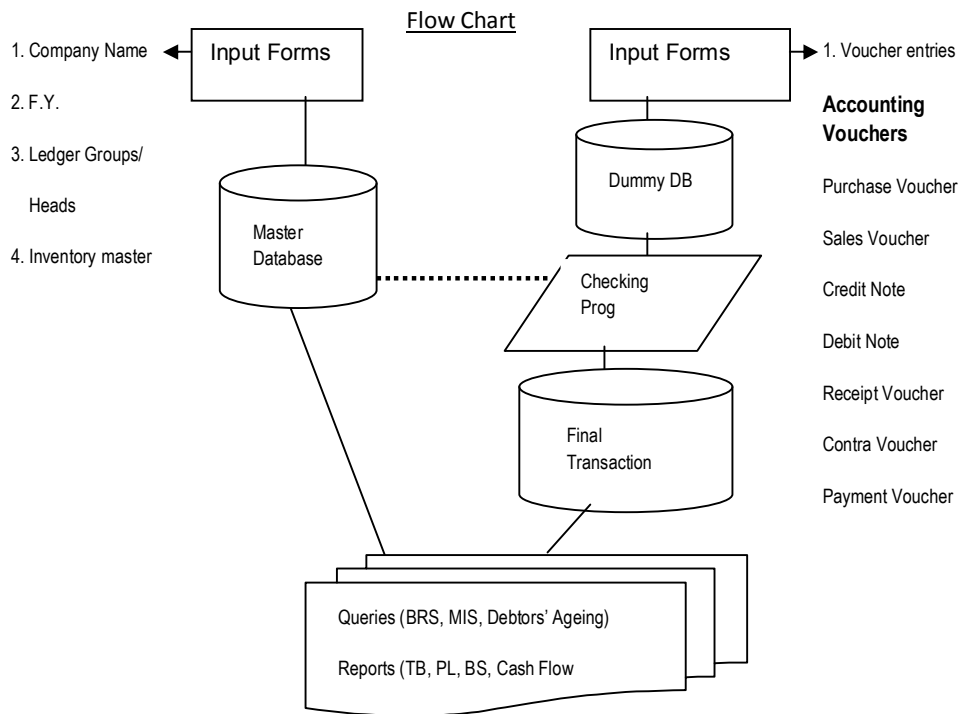 Flow Chart
1. Company Name
2. F.Y.
3. Ledger Groups/
Heads
4. Inventory master
Input Forms
Master
Database
Input Forms
Dummy DB
Checking
Prog
Final
Transaction
1. Voucher entries
Accounting
Vouchers
Purchase Voucher
Sales Voucher
Credit Note
Debit Note
Receipt Voucher
Contra Voucher
Payment Voucher
Queries (BRS, MIS, Debtors’ Ageing)
Reports (TB, PL, BS, Cash Flow